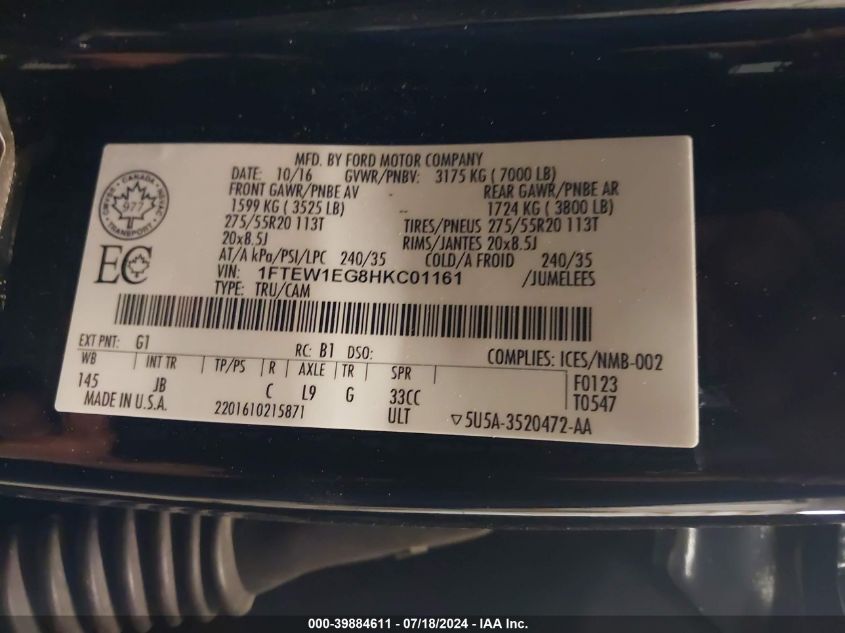 MFD. BY FORD MOTOR COMPANY
DATE: 10/16 GVWR/PNBV: 3175 KG ( 7000 LB)
FRONT GAWR/PNBE AV REAR GAWR/PNBE AR
1599 KG ( 3525 LB) -- 1724 KG ( 3800 LB)
275/55R20 113T TIRES/PNEUS 275/55R20 113T
20x8.5J RIMS/JANTES 20x8.5J
AT/A kPa/PSI/LPC 240/35 COLD/A FROID 240/35
VIN: 1FTEW1EG8HKC01161 /JUMELEES
TYPE: TRU/CAM
CANADA
977
TRANSPORT
EC
EXT PNT: G1 RC: B1 DSO: COMPLIES: ICES/NMB-002
WB INT TR TP/PS R AXLE TR SPR F0123
145 JB C L9 G 33CC T0547
MADE IN U.S.A. 2201610215871 ULT ▽5U5A-3520472-AA
000-39884611 - 07/18/2024 - IAA Inc.